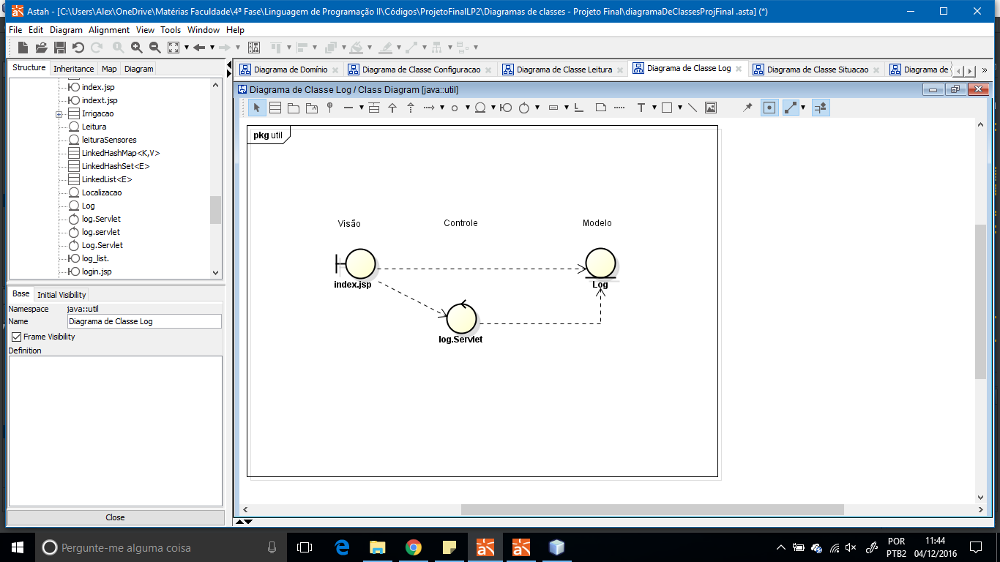 Astah - [C:\Users\Alex\OneDrive\Matérias Faculdade\4ª Fase\Linguagem de Programação II\Códigos\ProjetoFinalLP2\Diagramas de classes - Projeto Final\diagramaDeClassesProjFinal .asta] (*)
File Edit Diagram Alignment View Tools Window Help
Structure Inheritance Map Diagram
index.jsp
indext.jsp
Irrigacao
Leitura
leituraSensores
LinkedHashMap<K,V>
LinkedHashSet<E>
LinkedList<E>
Localizacao
Log
log.Servlet
log.servlet
Log.Servlet
log_list.
login.jsp
Base Initial Visibility
Namespace java::util
Name Diagrama de Classe Log
Frame Visibility
Definition
Close
Diagrama de Domínio Diagrama de Classe Configuracao Diagrama de Classe Leitura Diagrama de Classe Log Diagrama de Classe Situacao Diagrama de
Diagrama de Classe Log / Class Diagram [java::util]
pkg util
Visão Controle Modelo
index.jsp Log
log.Servlet
Pergunte-me alguma coisa
POR 11:44
PTB2 04/12/2016